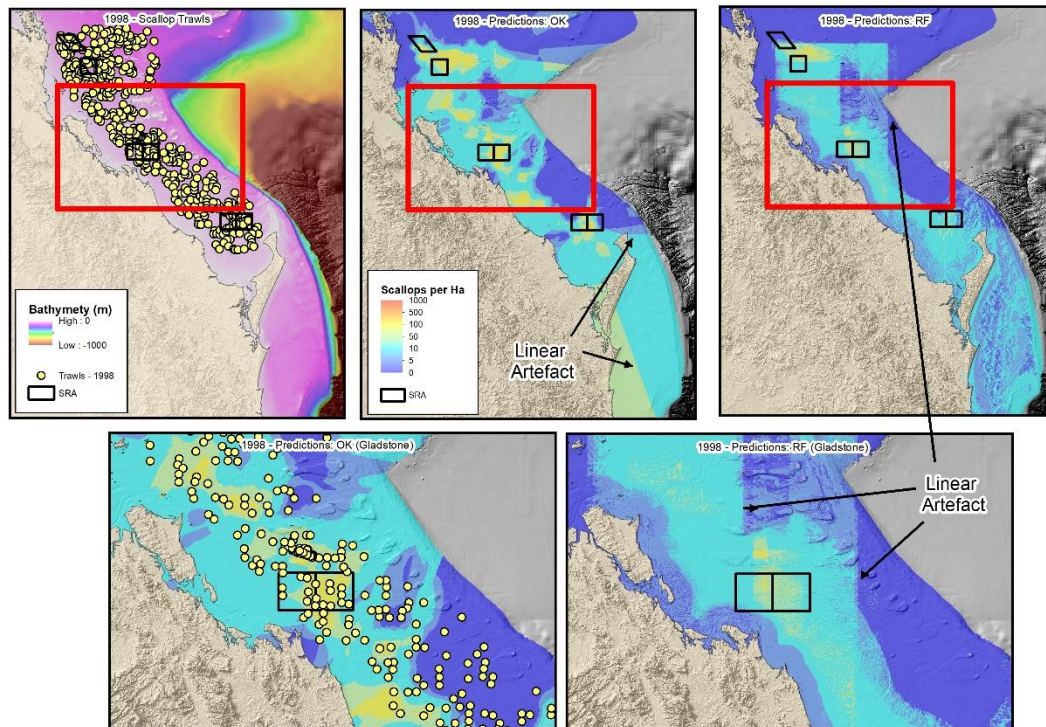 1998 - Scallop Trawls
Bathymety (m)
High : 0
Low : -1000
Trawls - 1998
SRA
1998 - Predictions: OK
Scallops per Ha
1000
500
100
50
10
5
0
SRA
Linear
Artefact
1998 - Predictions: RF
1998 - Predictions: OK (Gladstone)
1998 - Predictions: RF (Gladstone)
Linear
Artefact